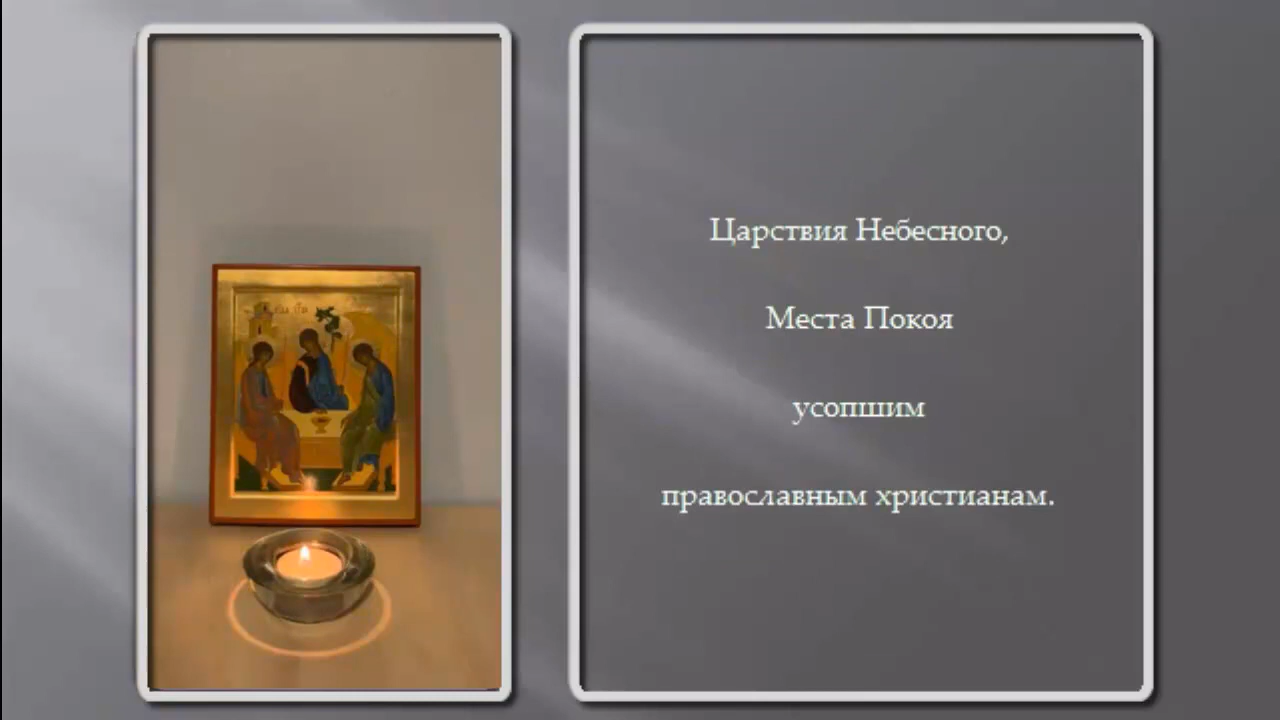 Царствия Небесного,
Места Покоя
усопшим
православным христианам.